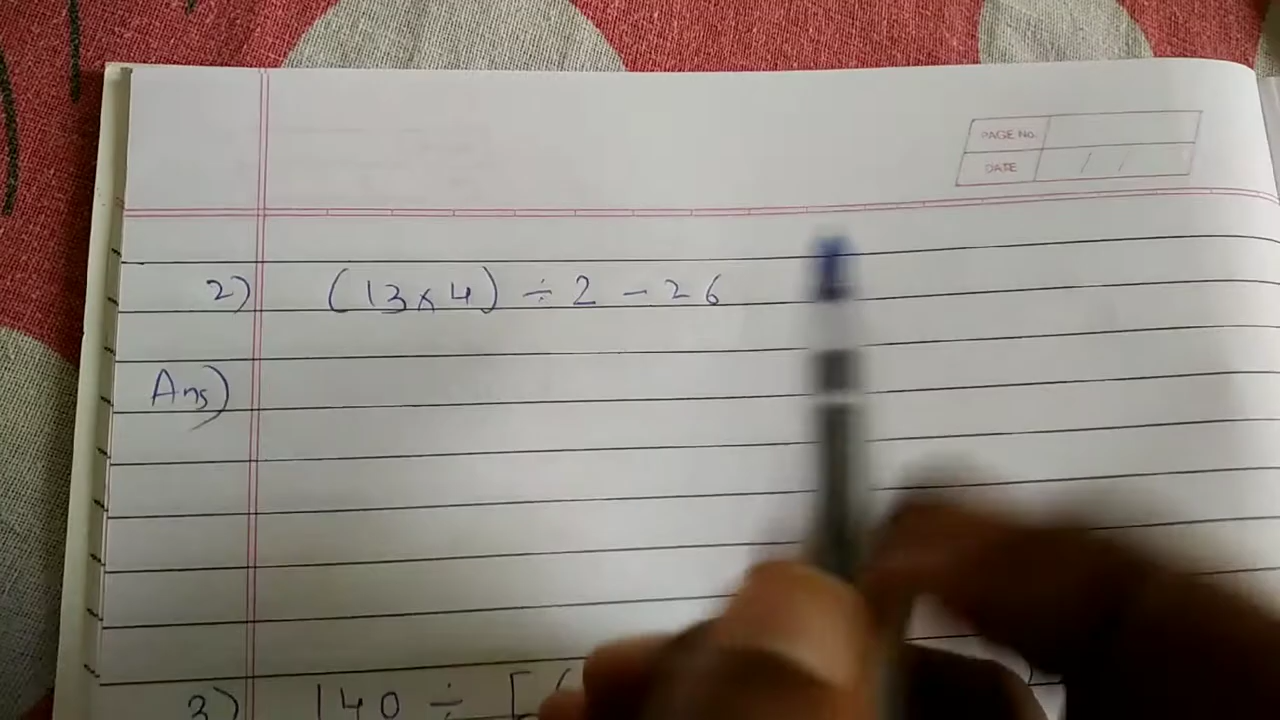 PAGE No.
DATE / /
2) (13×4) ÷ 2 - 26
Ans)
3) 140 ÷ [(